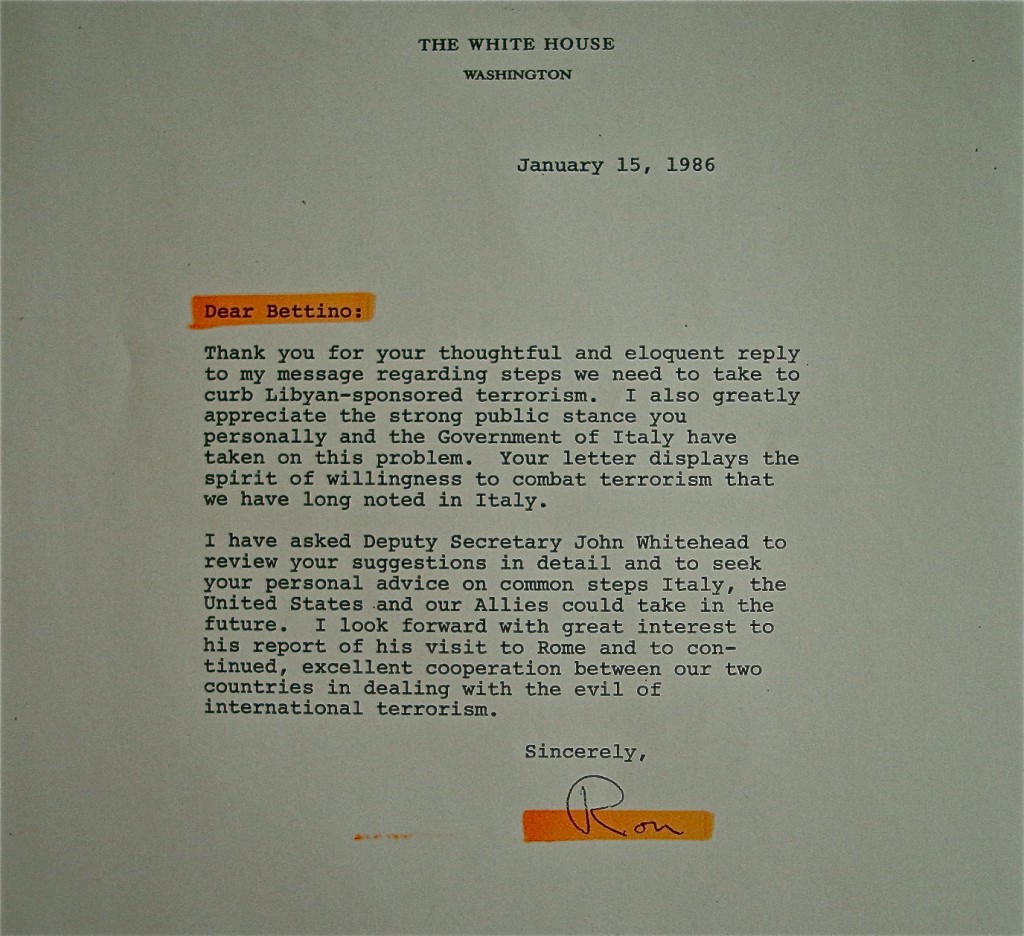 THE WHITE HOUSE
WASHINGTON
January 15, 1986
Dear Bettino:
Thank you for your thoughtful and eloquent reply
to my message regarding steps we need to take to
curb Libyan-sponsored terrorism.  I also greatly
appreciate the strong public stance you
personally and the Government of Italy have
taken on this problem.  Your letter displays the
spirit of willingness to combat terrorism that
we have long noted in Italy.
I have asked Deputy Secretary John Whitehead to
review your suggestions in detail and to seek
your personal advice on common steps Italy, the
United States and our Allies could take in the
future.  I look forward with great interest to
his report of his visit to Rome and to con-
tinued, excellent cooperation between our two
countries in dealing with the evil of
international terrorism.
Sincerely,
Ron